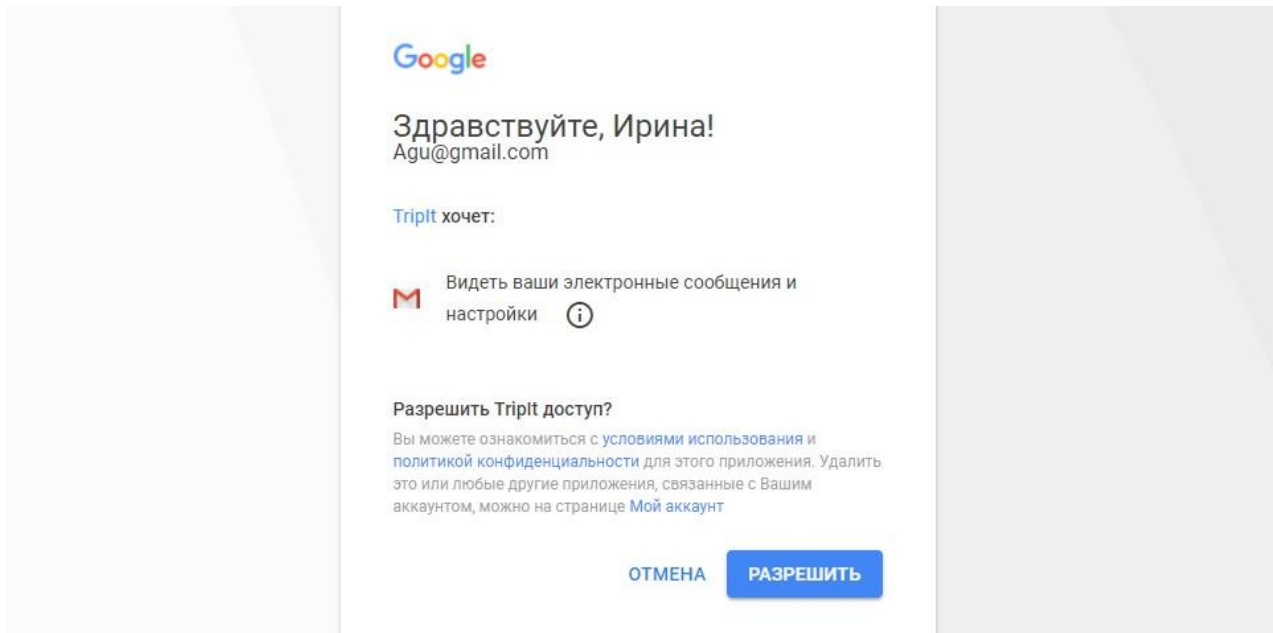 Google
Здравствуйте, Ирина!
Agu@gmail.com
TripIt хочет:
Видеть ваши электронные сообщения и
настройки
Разрешить TripIt доступ?
Вы можете ознакомиться с условиями использования и
политикой конфиденциальности для этого приложения. Удалить
это или любые другие приложения, связанные с Вашим
аккаунтом, можно на странице Мой аккаунт
ОТМЕНА РАЗРЕШИТЬ